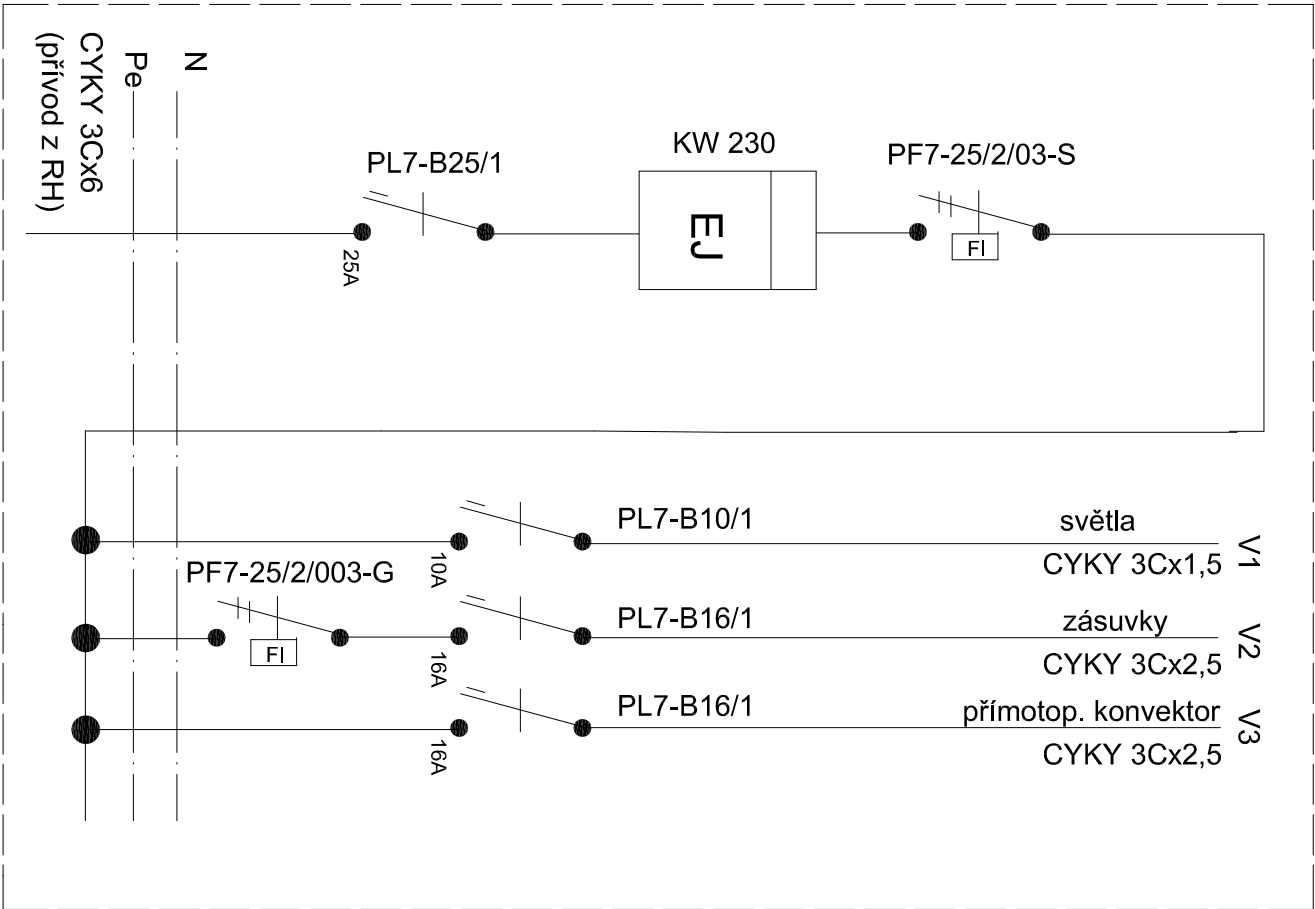 CYKY 3Cx6
(přívod z RH)
Pe
N
PL7-B25/1
25A
KW 230
EJ
PF7-25/2/03-S
FI
PL7-B10/1
10A
světla
CYKY 3Cx1,5
V1
PF7-25/2/003-G
FI
PL7-B16/1
16A
zásuvky
CYKY 3Cx2,5
V2
PL7-B16/1
16A
přímotop. konvektor
CYKY 3Cx2,5
V3